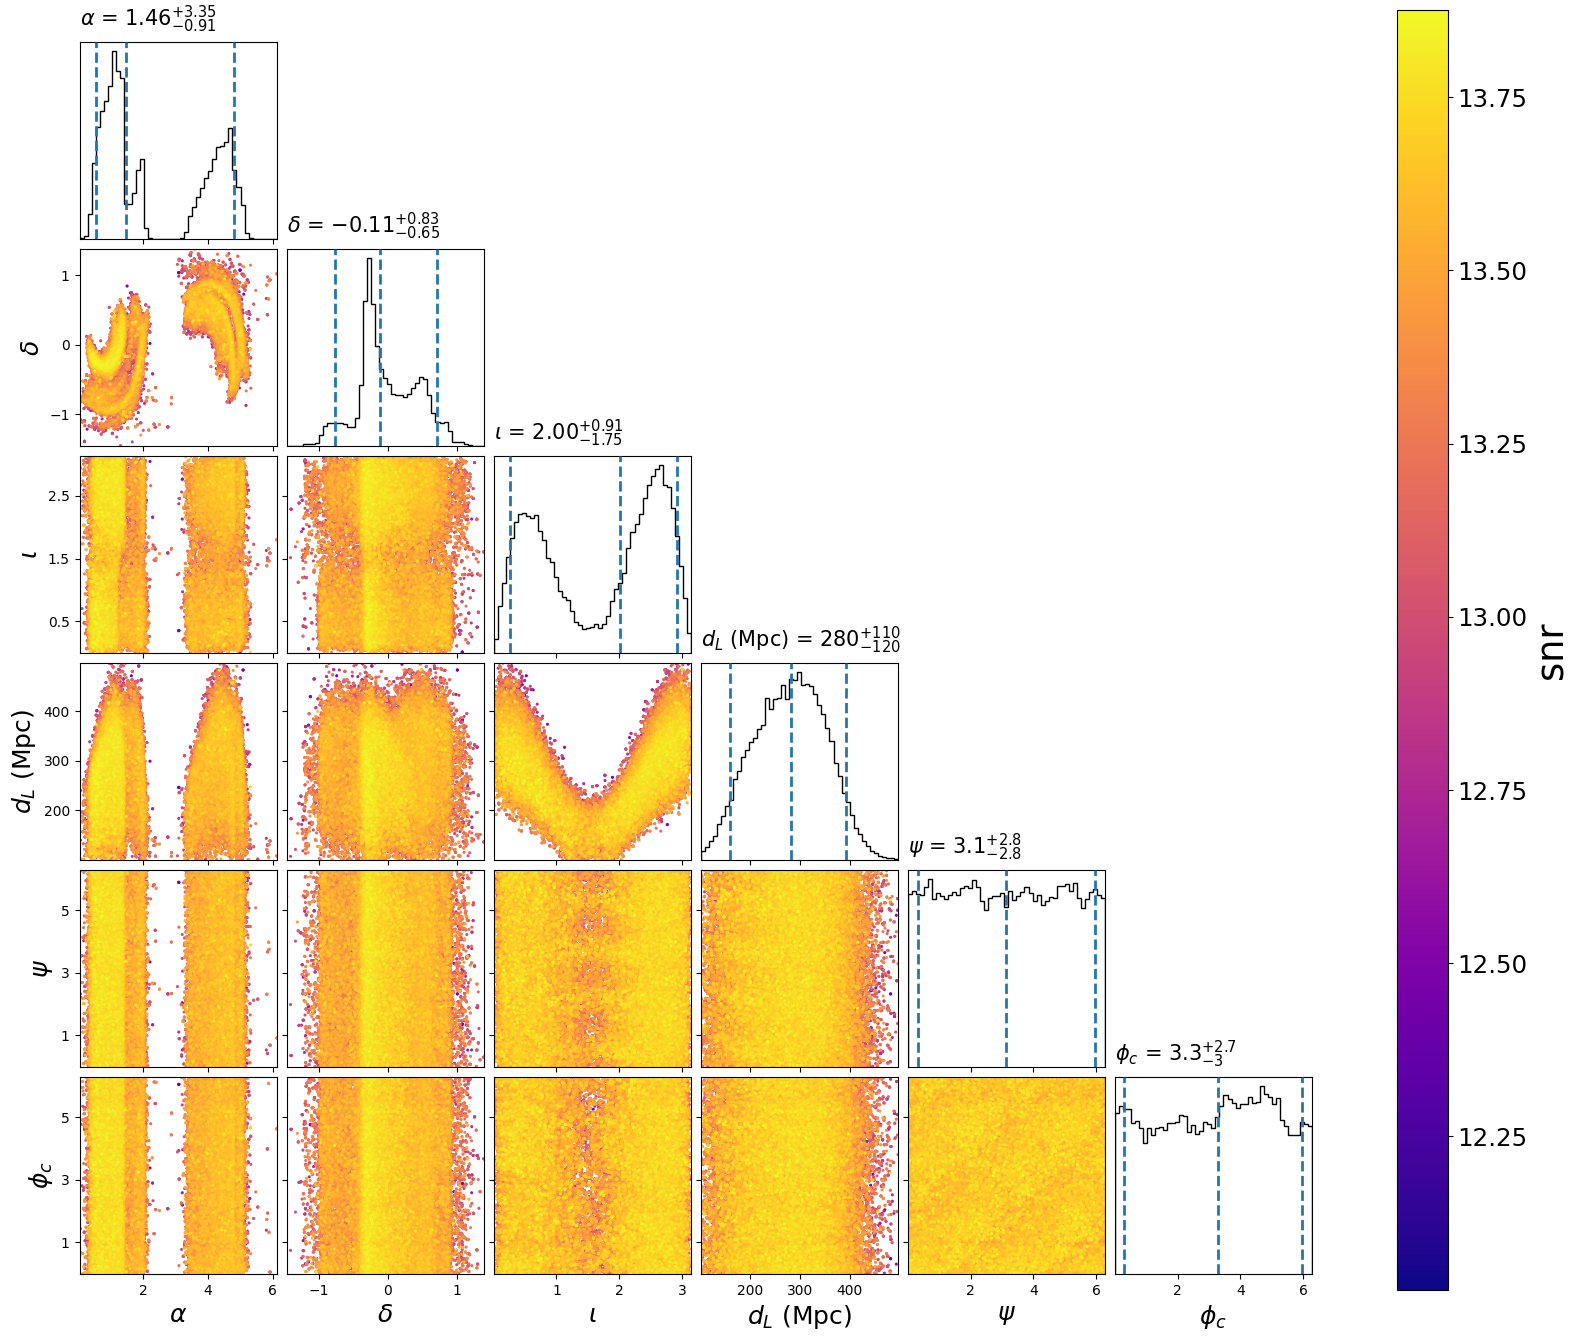 α = 1.46^{+3.35}_{-0.91}
δ = −0.11^{+0.83}_{-0.65}
ι = 2.00^{+0.91}_{-1.75}
d_L (Mpc) = 280^{+110}_{-120}
ψ = 3.1^{+2.8}_{-2.8}
ϕ_c = 3.3^{+2.7}_{-3}
δ
1
0
−1
ι
2.5
1.5
0.5
d_L (Mpc)
400
300
200
ψ
5
3
1
ϕ_c
5
3
1
2 4 6
α
−1 0 1
δ
1 2 3
ι
200 300 400
d_L (Mpc)
2 4 6
ψ
2 4 6
ϕ_c
13.75
13.50
13.25
13.00
12.75
12.50
12.25
snr